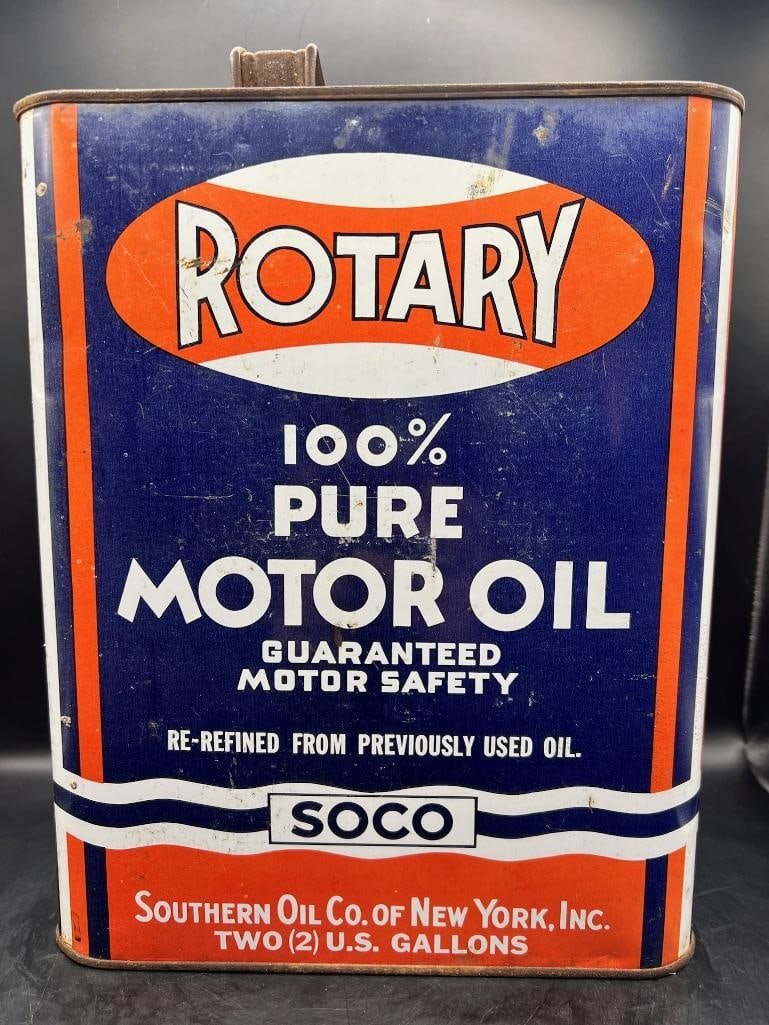 ROTARY
100%
PURE
MOTOR OIL
GUARANTEED
MOTOR SAFETY
RE-REFINED FROM PREVIOUSLY USED OIL.
SOCO
SOUTHERN OIL CO. OF NEW YORK, INC.
TWO (2) U.S. GALLONS